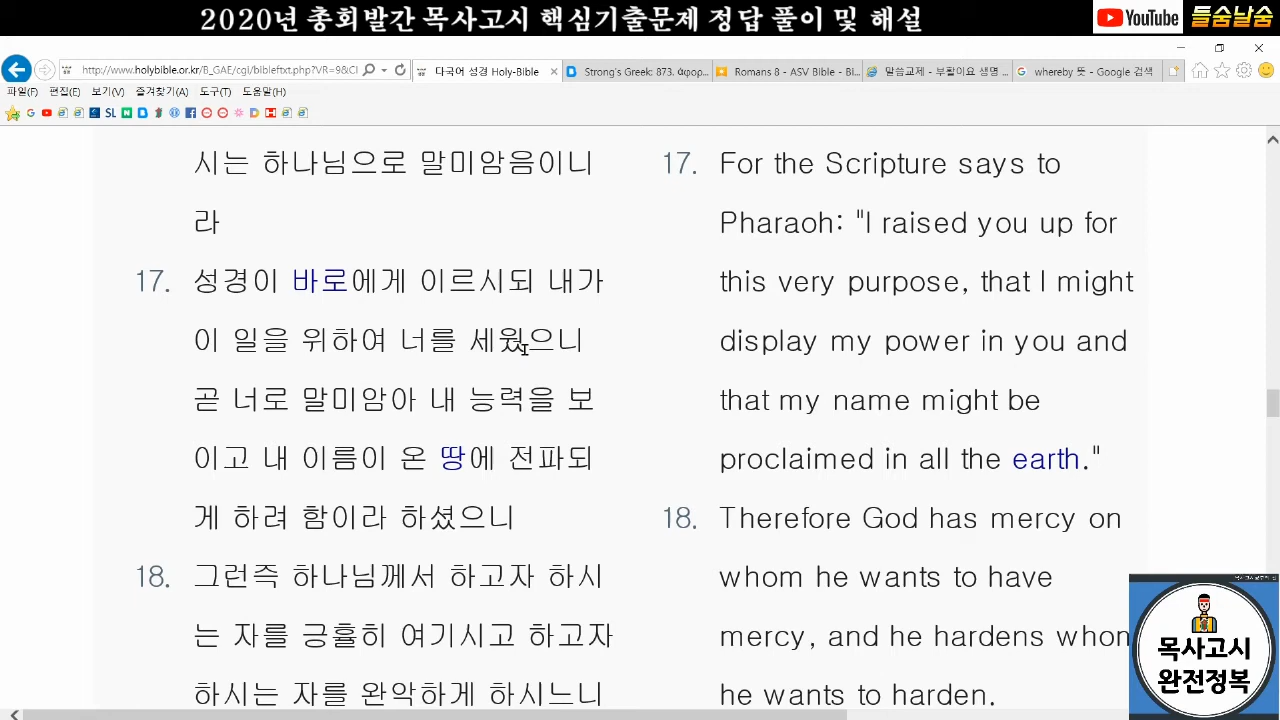 2020년 총회발간 목사고시 핵심기출문제 정답 풀이 및 해설
YouTube 들숨날숨
http://www.holybible.or.kr/B_GAE/cgi/bibleftxt.php?VR=9&CI
다국어 성경 Holy-Bible
Strong's Greek: 873.
Romans 8 - ASV Bible - Bl...
말씀교제 - 부활이요 생명 ...
whereby 뜻 - Google 검색
파일(F) 편집(E) 보기(V) 즐겨찾기(A) 도구(T) 도움말(H)
시는 하나님으로 말미암음이니
라
17. 성경이 바로에게 이르시되 내가
이 일을 위하여 너를 세웠으니
곧 너로 말미암아 내 능력을 보
이고 내 이름이 온 땅에 전파되
게 하려 함이라 하셨으니
18. 그런즉 하나님께서 하고자 하시
는 자를 긍휼히 여기시고 하고자
하시는 자를 완악하게 하시느니
17. For the Scripture says to
Pharaoh: "I raised you up for
this very purpose, that I might
display my power in you and
that my name might be
proclaimed in all the earth."
18. Therefore God has mercy on
whom he wants to have
mercy, and he hardens whom
he wants to harden.
목사고시
완전정복